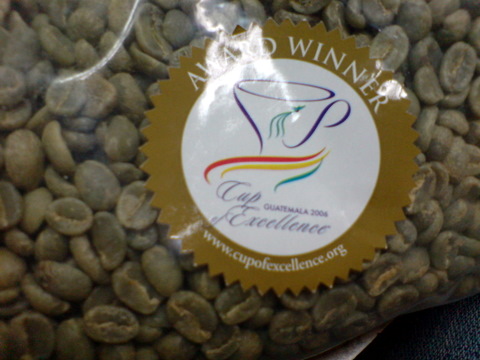 AWARD WINNER
Cup
GUATEMALA 2006
of Excellence
www.cupofexcellence.org